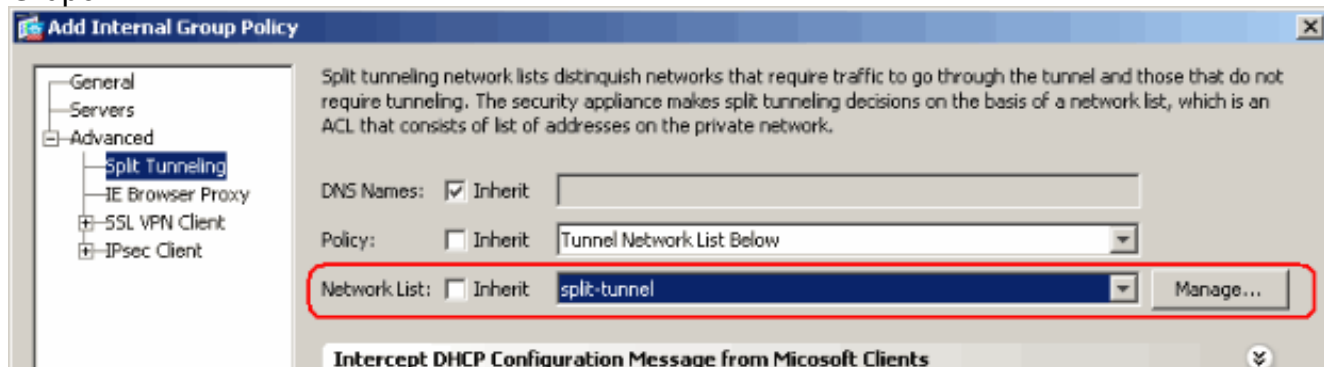 Add Internal Group Policy
General
Servers
Advanced
Split Tunneling
IE Browser Proxy
SSL VPN Client
IPsec Client
Split tunneling network lists distinguish networks that require traffic to go through the tunnel and those that do not
require tunneling. The security appliance makes split tunneling decisions on the basis of a network list, which is an
ACL that consists of list of addresses on the private network.
DNS Names: Inherit
Policy: Inherit Tunnel Network List Below
Network List: Inherit split-tunnel Manage...
Intercept DHCP Configuration Message from Micosoft Clients